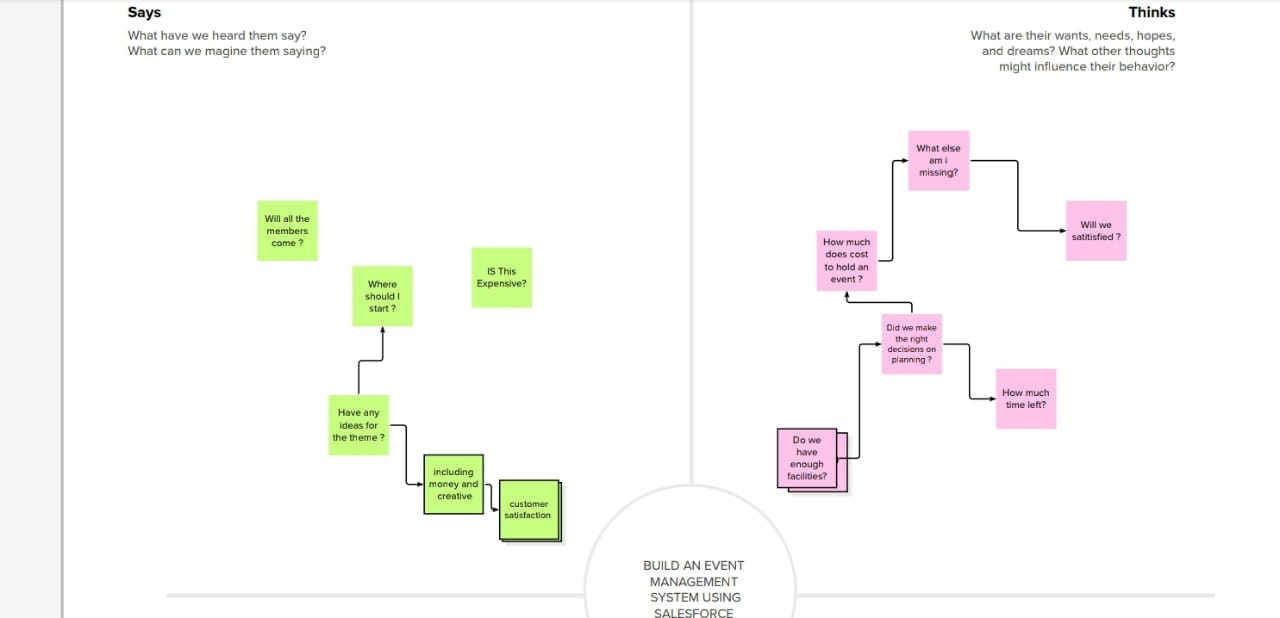 Says
What have we heard them say?
What can we magine them saying?
Thinks
What are their wants, needs, hopes,
and dreams? What other thoughts
might influence their behavior?
Will all the
members
come ?
Where
should I
start ?
IS This
Expensive?
Have any
ideas for
the theme ?
including
money and
creative
customer
satisfaction
What else
am i
missing?
Will we
satitisfied ?
How much
does cost
to hold an
event ?
Did we make
the right
decisions on
planning ?
How much
time left?
Do we
have
enough
facilities?
BUILD AN EVENT
MANAGEMENT
SYSTEM USING
SALESFORCE